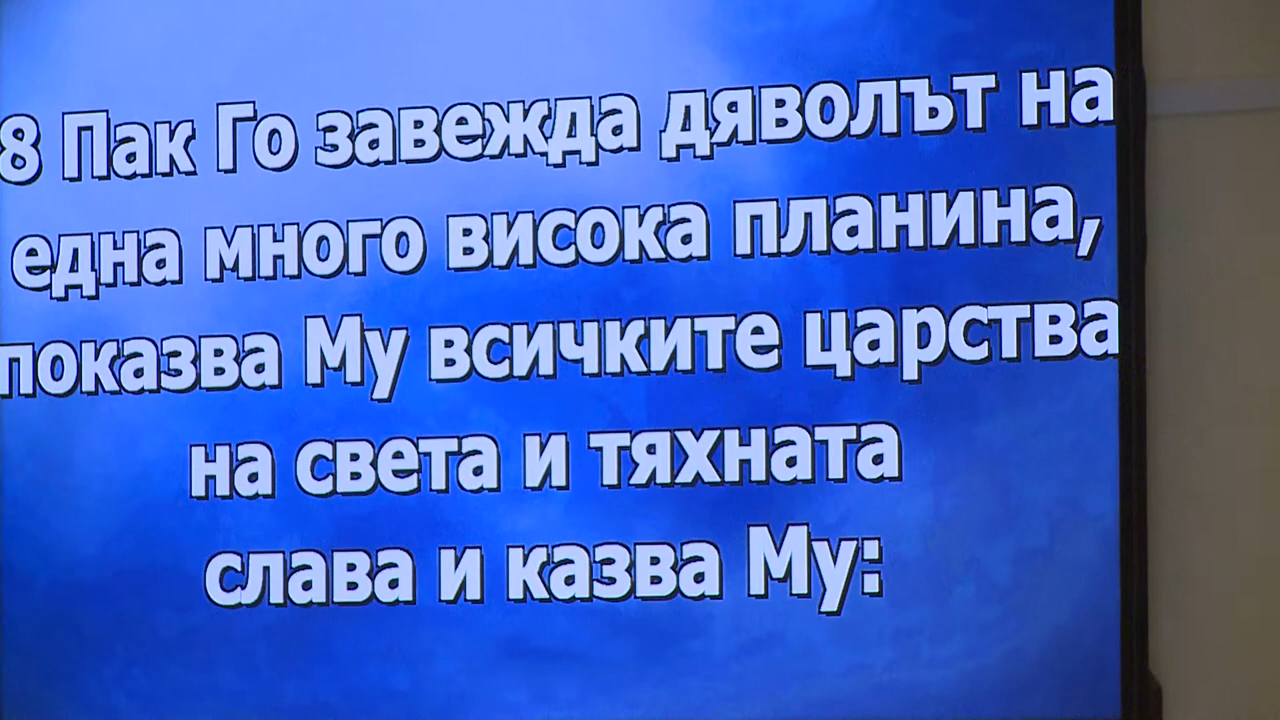 8 Пак Го завежда дяволът на
една много висока планина,
показва Му всичките царства
на света и тяхната
слава и казва Му: